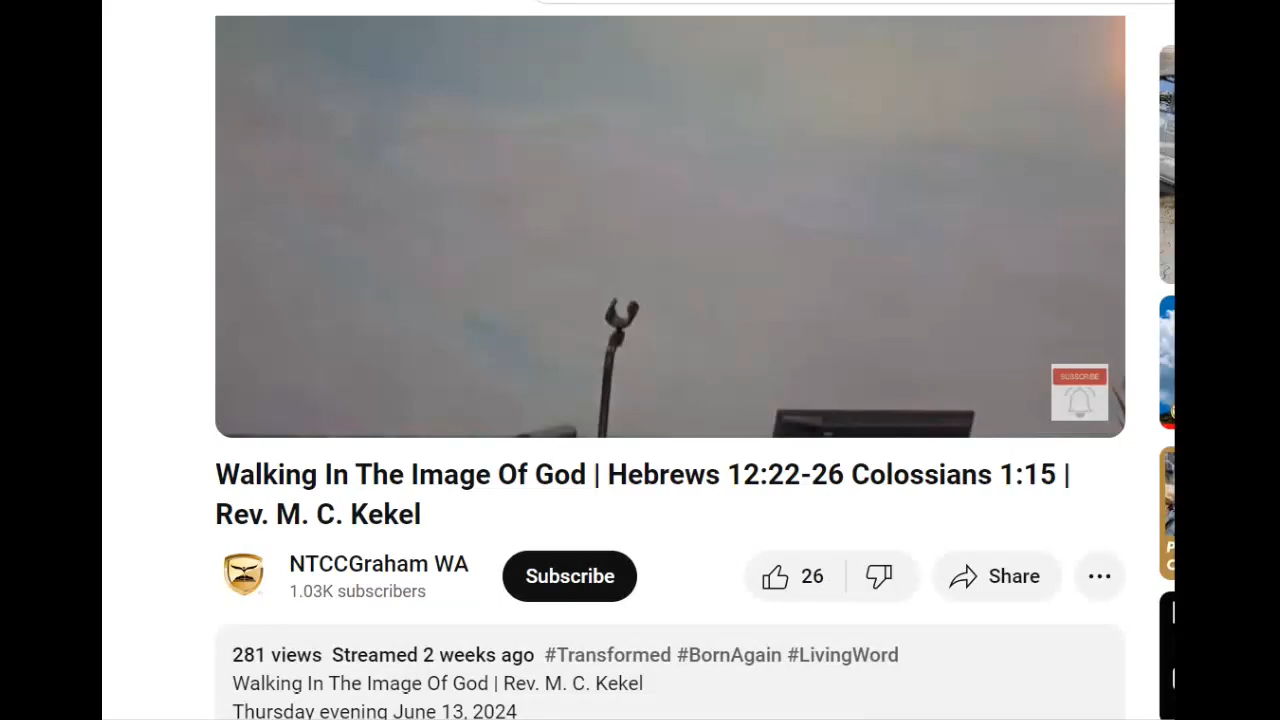 SUBSCRIBE
Walking In The Image Of God | Hebrews 12:22-26 Colossians 1:15 |
Rev. M. C. Kekel
NTCCGraham WA
1.03K subscribers
Subscribe
26
Share
281 views Streamed 2 weeks ago #Transformed #BornAgain #LivingWord
Walking In The Image Of God | Rev. M. C. Kekel
Thursday evening June 13, 2024